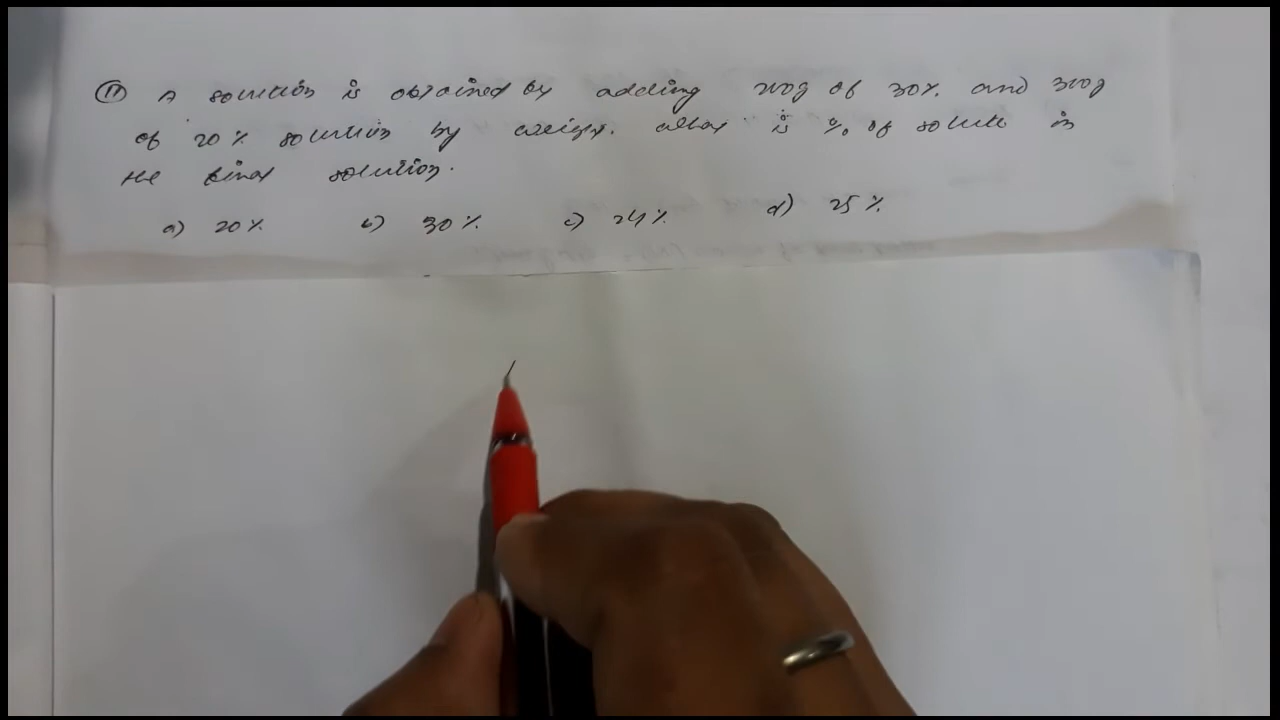 ⑪ A solution is obtained by adding 200g of 30%. and 300g
of 20% solution by weight. What is % of solute in
the final solution.
a) 20% b) 30% c) 24% d) 25%